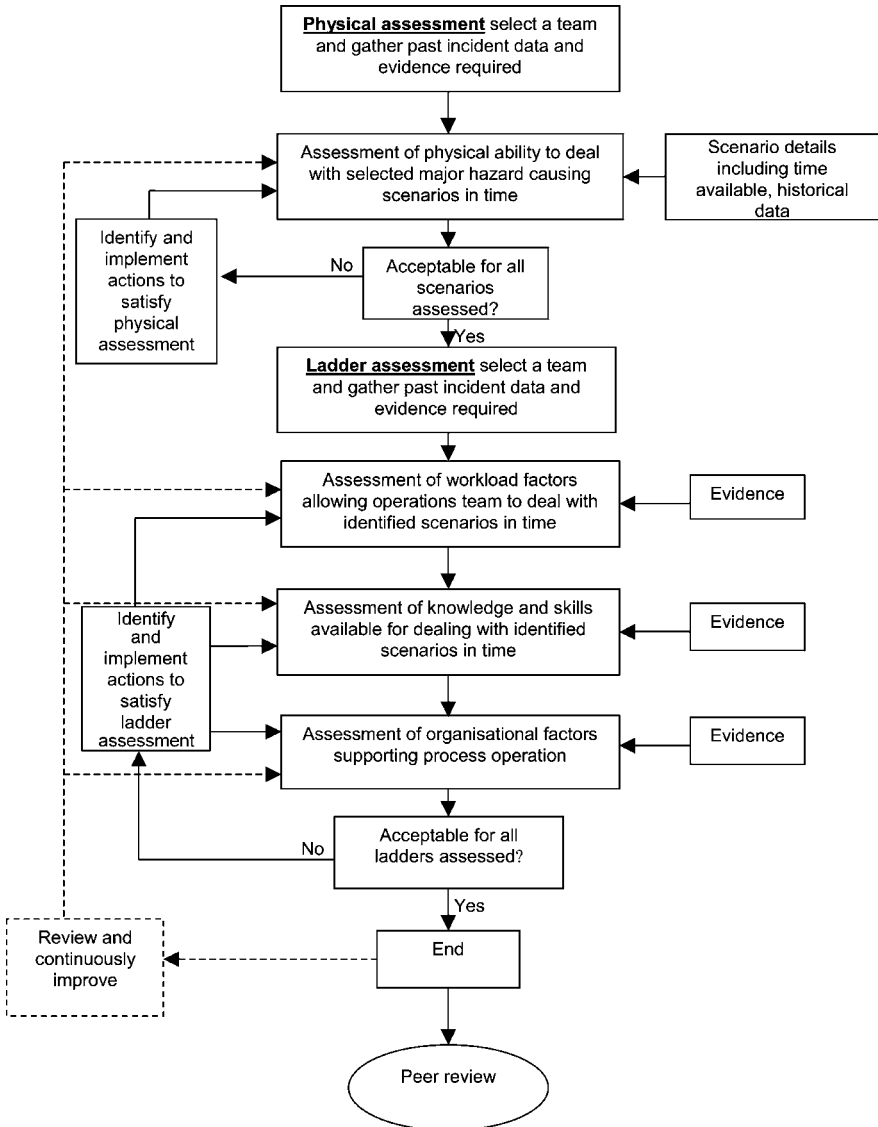 Physical assessment select a team
and gather past incident data and
evidence required
Assessment of physical ability to deal
with selected major hazard causing
scenarios in time
Scenario details
including time
available, historical
data
Identify and
implement
actions to
satisfy
physical
assessment
No
Acceptable for all
scenarios
assessed?
Yes
Ladder assessment select a team
and gather past incident data and
evidence required
Assessment of workload factors
allowing operations team to deal with
identified scenarios in time
Evidence
Assessment of knowledge and skills
available for dealing with identified
scenarios in time
Evidence
Identify
and
implement
actions to
satisfy
ladder
assessment
Assessment of organisational factors
supporting process operation
Evidence
No
Acceptable for all
ladders assessed?
Yes
End
Review and
continuously
improve
Peer review